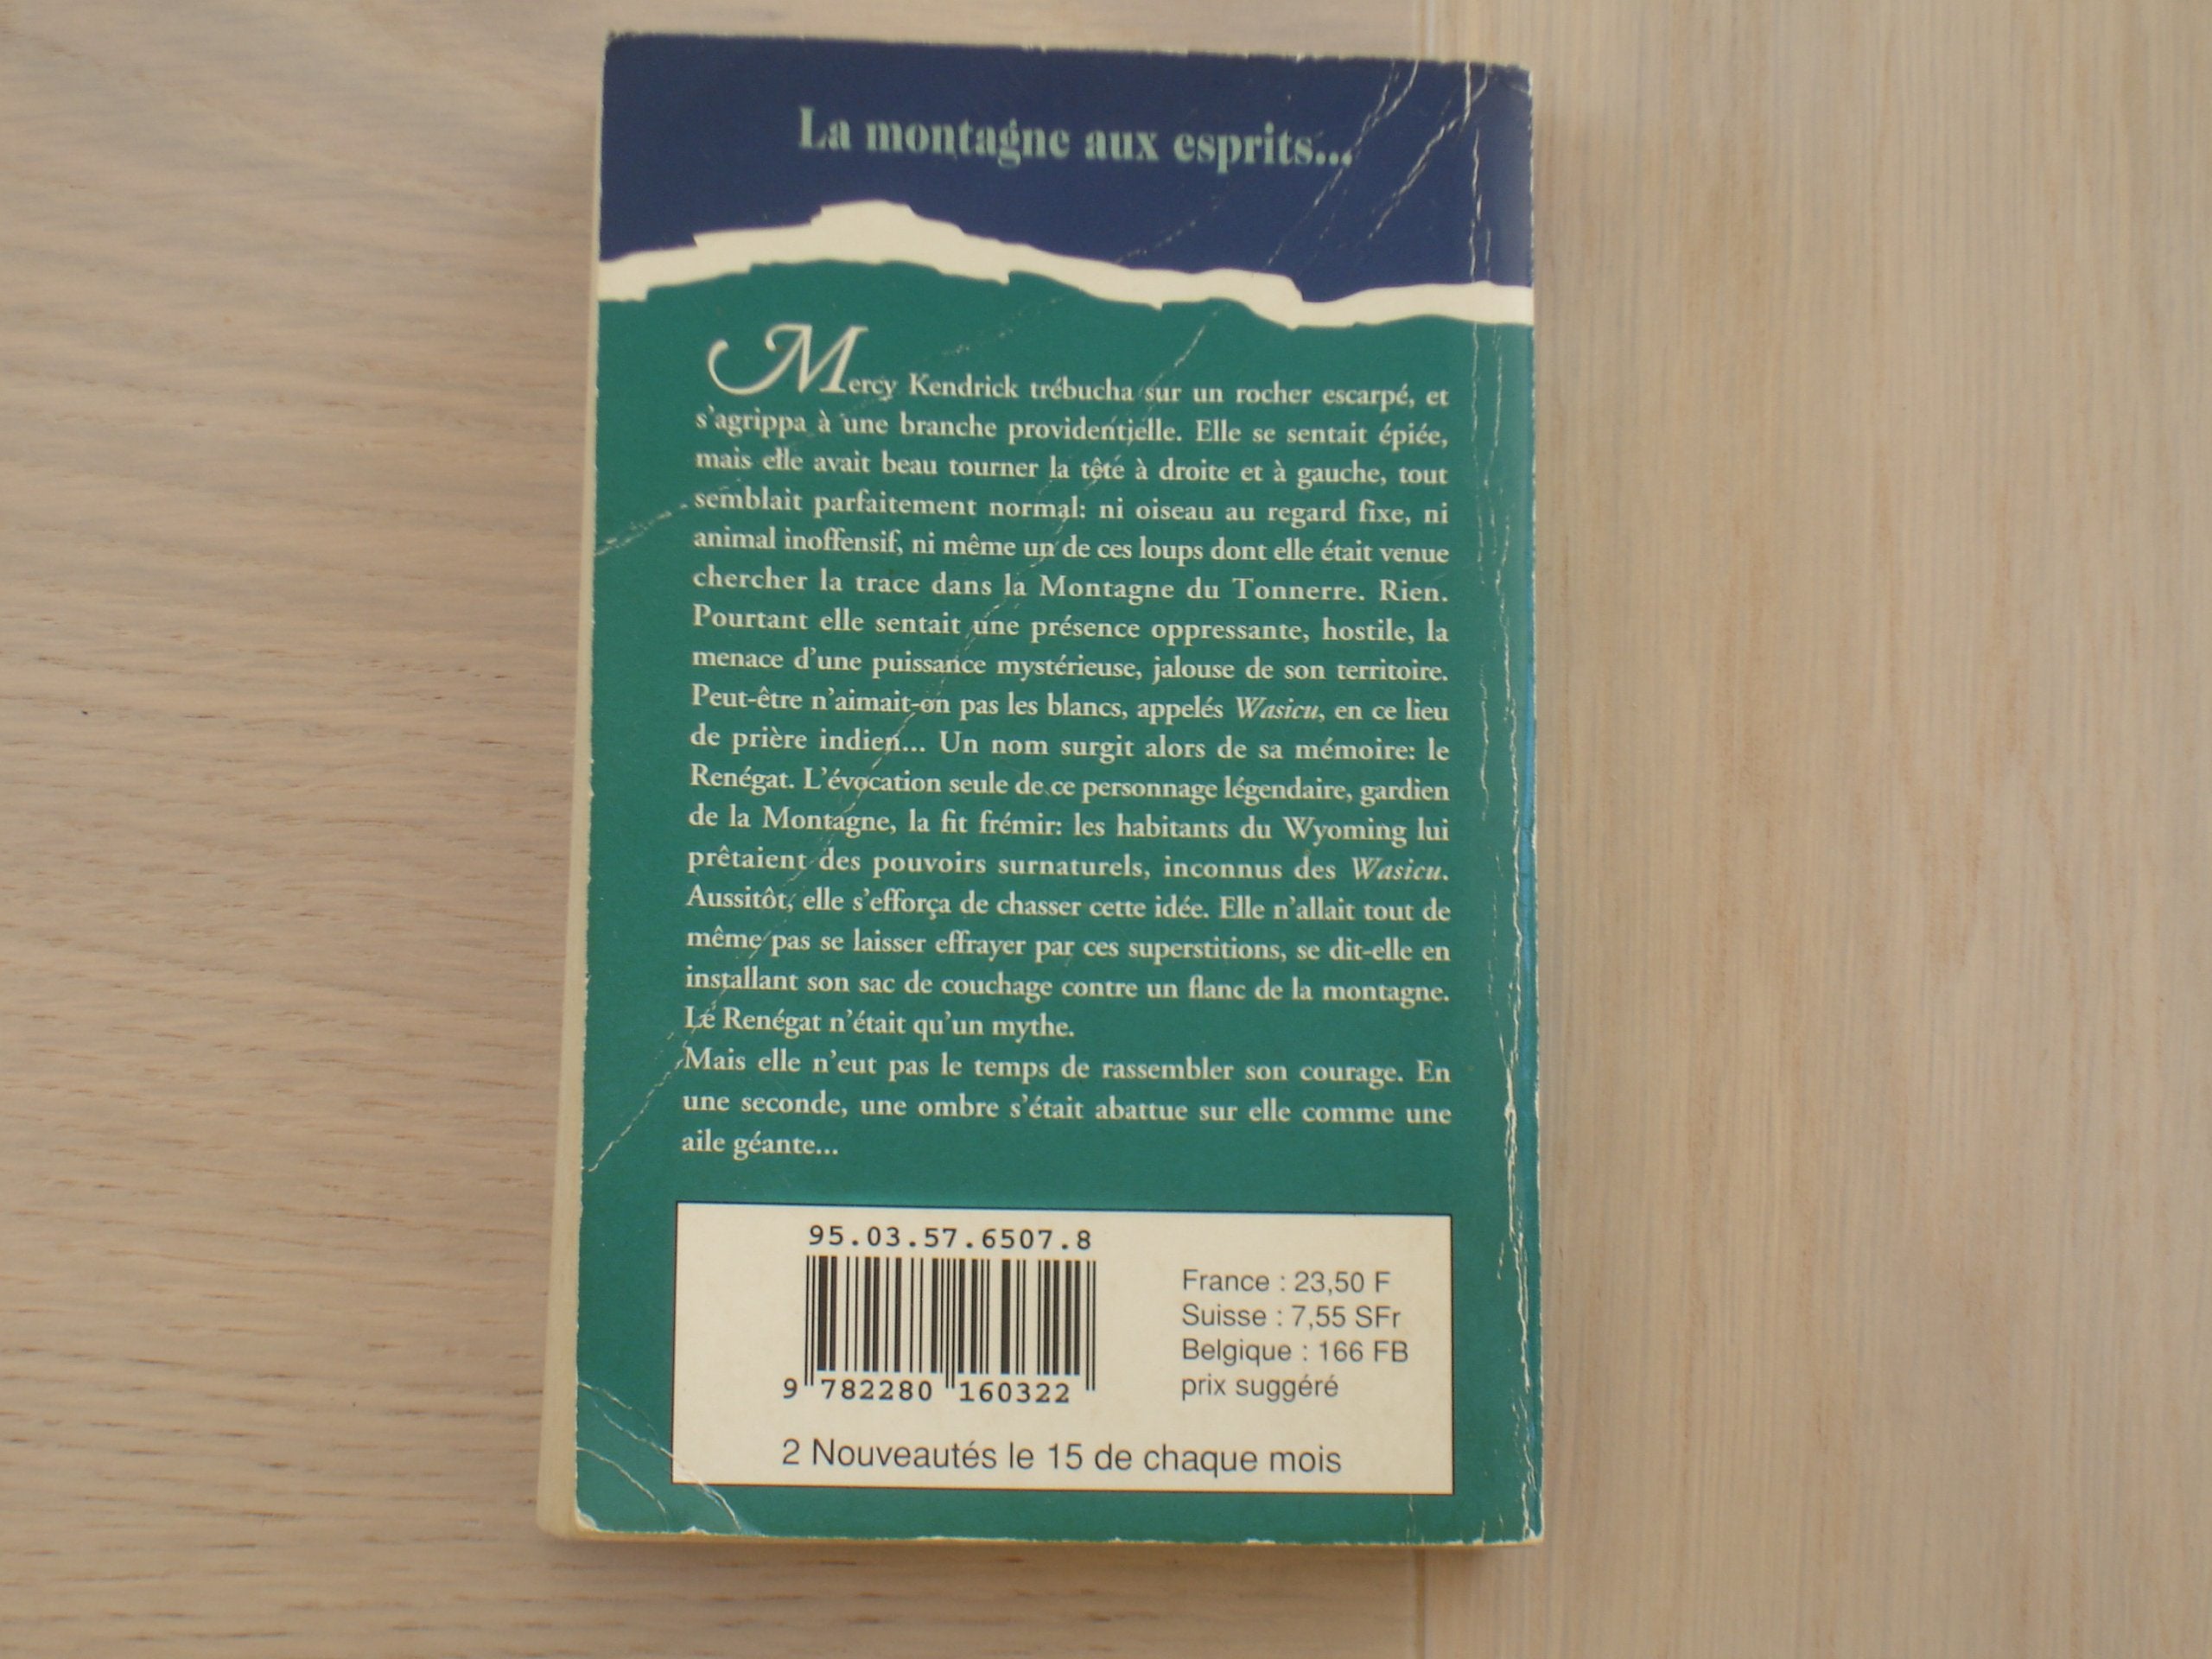 La montagne aux esprits...
Mercy Kendrick trébucha sur un rocher escarpé, et
s'agrippa à une branche providentielle. Elle se sentait épiée,
mais elle avait beau tourner la tête à droite et à gauche, tout
semblait parfaitement normal: ni oiseau au regard fixe, ni
animal inoffensif, ni même un de ces loups dont elle était venue
chercher la trace dans la Montagne du Tonnerre. Rien.
Pourtant elle sentait une présence oppressante, hostile, la
menace d'une puissance mystérieuse, jalouse de son territoire.
Peut-être n'aimait-on pas les blancs, appelés Wasicu, en ce lieu
de prière indien... Un nom surgit alors de sa mémoire: le
Renégat. L'évocation seule de ce personnage légendaire, gardien
de la Montagne, la fit frémir: les habitants du Wyoming lui
prêtaient des pouvoirs surnaturels, inconnus des Wasicu.
Aussitôt, elle s'efforça de chasser cette idée. Elle n'allait tout de
même pas se laisser effrayer par ces superstitions, se dit-elle en
installant son sac de couchage contre un flanc de la montagne.
Le Renégat n'était qu'un mythe.
Mais elle n'eut pas le temps de rassembler son courage. En
une seconde, une ombre s'était abattue sur elle comme une
aile géante...
95.03.57.6507.8
9 782280 160322
France : 23,50 F
Suisse : 7,55 SFr
Belgique : 166 FB
prix suggéré
2 Nouveautés le 15 de chaque mois